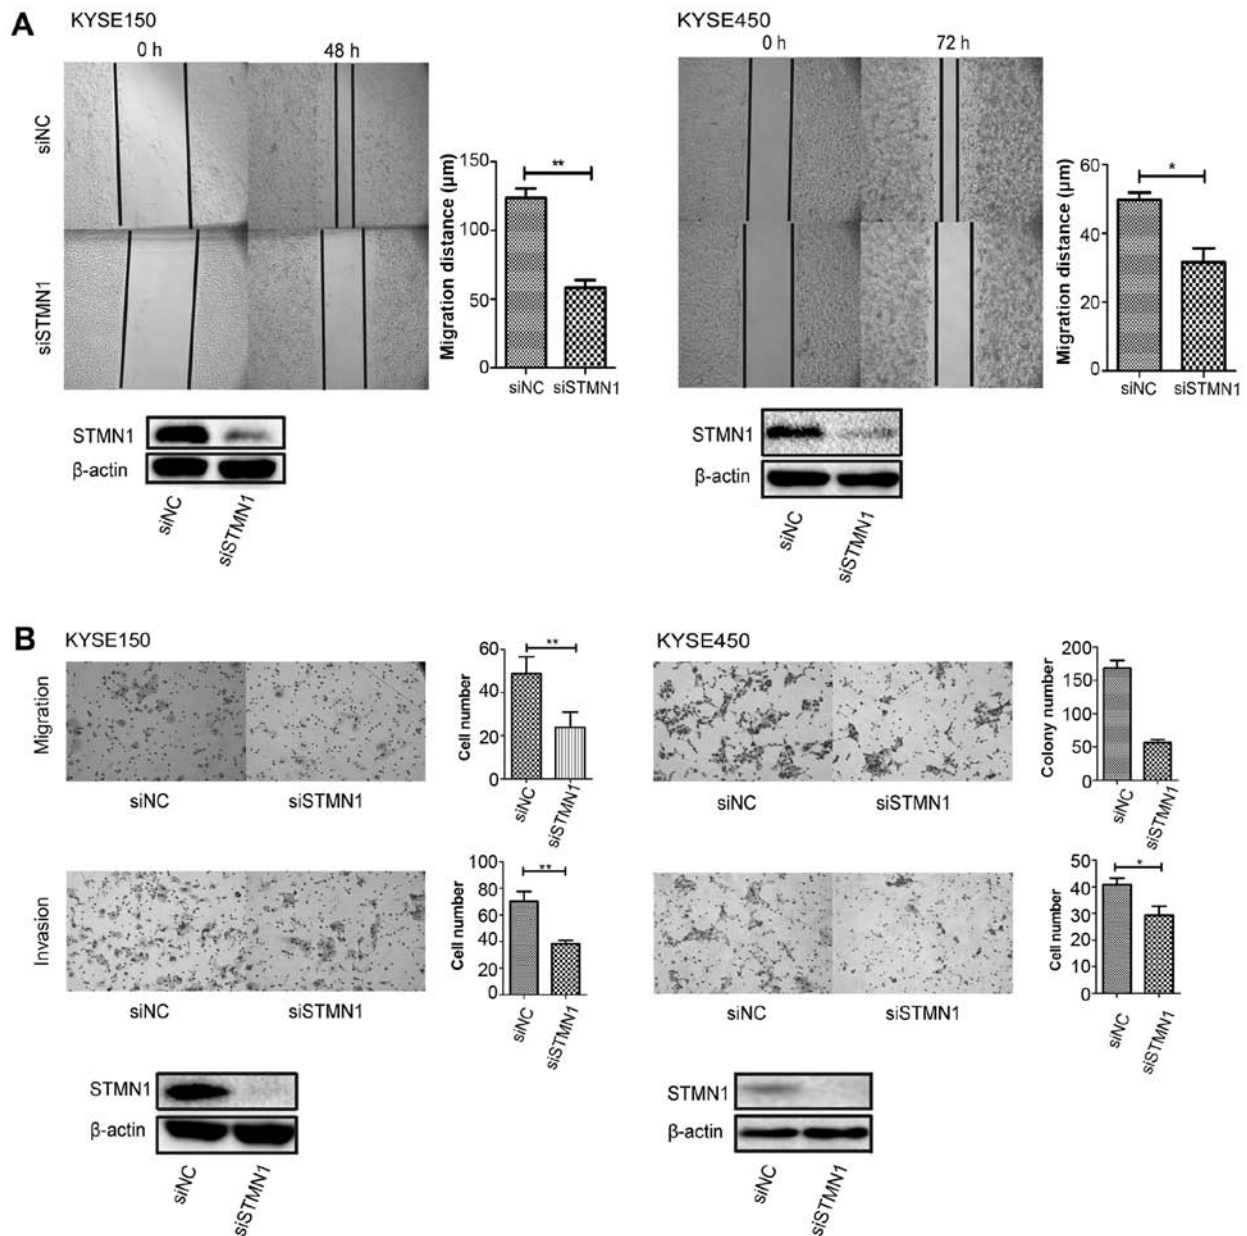 A
KYSE150
KYSE450
0 h
48 h
0 h
72 h
siNC
siSTMN1
Migration distance (μm)
150
100
50
0
**
siNC
siSTMN1
Migration distance (μm)
60
40
20
0
*
siNC
siSTMN1
STMN1
β-actin
siNC
siSTMN1
STMN1
β-actin
siNC
siSTMN1
B
KYSE150
KYSE450
Migration
siNC
siSTMN1
Cell number
60
40
20
0
**
siNC
siSTMN1
siNC
siSTMN1
Colony number
200
150
100
50
0
siNC
siSTMN1
Invasion
siNC
siSTMN1
Cell number
100
80
60
40
20
0
**
siNC
siSTMN1
siNC
siSTMN1
Cell number
50
40
30
20
10
0
*
siNC
siSTMN1
STMN1
β-actin
siNC
siSTMN1
STMN1
β-actin
siNC
siSTMN1